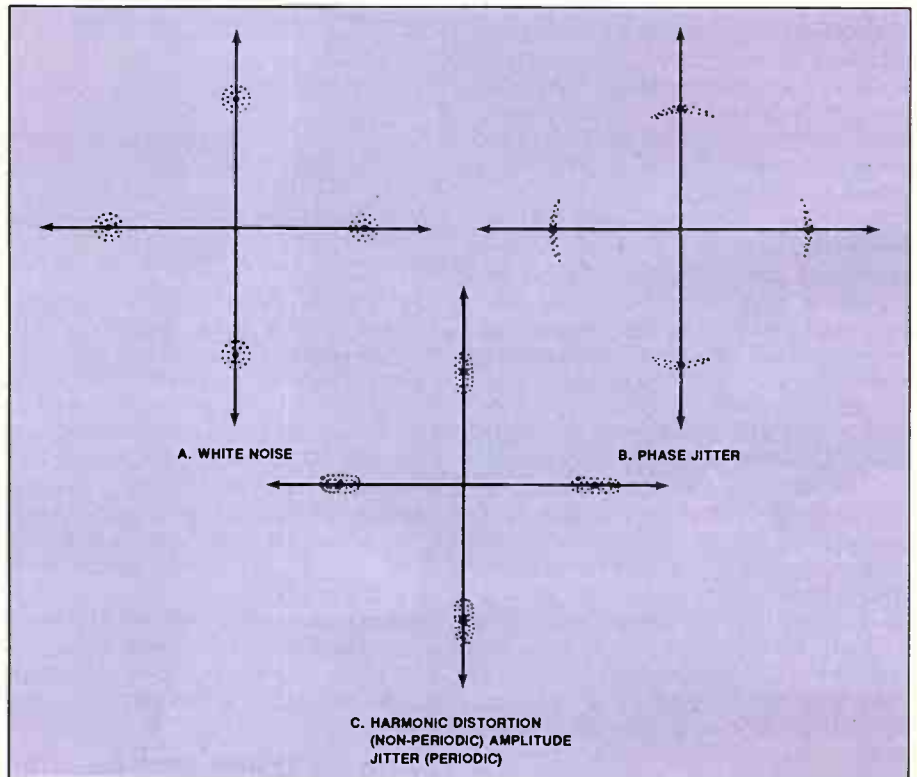 A. WHITE NOISE
B. PHASE JITTER
C. HARMONIC DISTORTION
(NON-PERIODIC) AMPLITUDE
JITTER (PERIODIC)